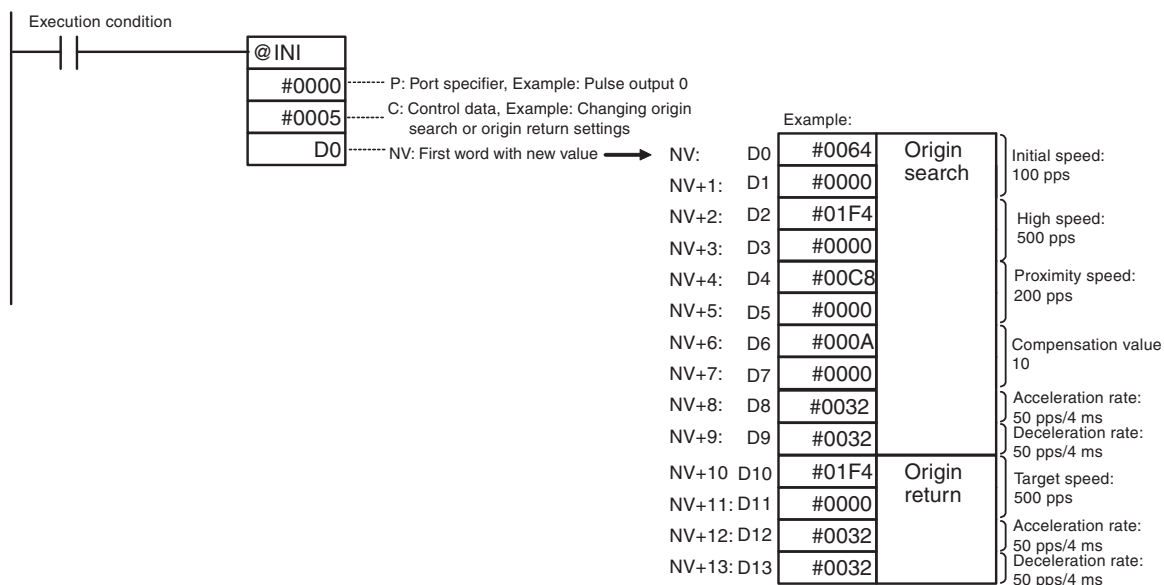 Execution condition
@INI
#0000 P: Port specifier, Example: Pulse output 0
#0005 C: Control data, Example: Changing origin
search or origin return settings
D0 NV: First word with new value
Example:
NV: D0 #0064 Origin search Initial speed: 100 pps
NV+1: D1 #0000
NV+2: D2 #01F4 High speed: 500 pps
NV+3: D3 #0000
NV+4: D4 #00C8 Proximity speed: 200 pps
NV+5: D5 #0000
NV+6: D6 #000A Compensation value 10
NV+7: D7 #0000
NV+8: D8 #0032 Acceleration rate: 50 pps/4 ms
NV+9: D9 #0032 Deceleration rate: 50 pps/4 ms
NV+10 D10 #01F4 Origin return Target speed: 500 pps
NV+11: D11 #0000
NV+12: D12 #0032 Acceleration rate: 50 pps/4 ms
NV+13: D13 #0032 Deceleration rate: 50 pps/4 ms